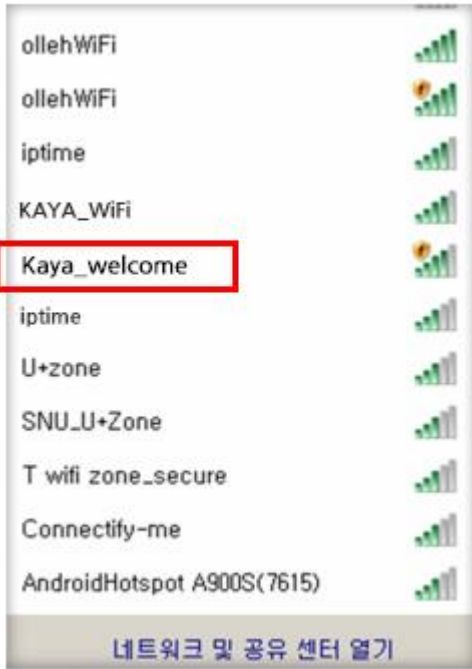 ollehWiFi
ollehWiFi
iptime
KAYA_WiFi
Kaya_welcome
iptime
U+zone
SNU_U+Zone
T wifi zone_secure
Connectify-me
AndroidHotspot A900S(7615)
네트워크 및 공유 센터 열기